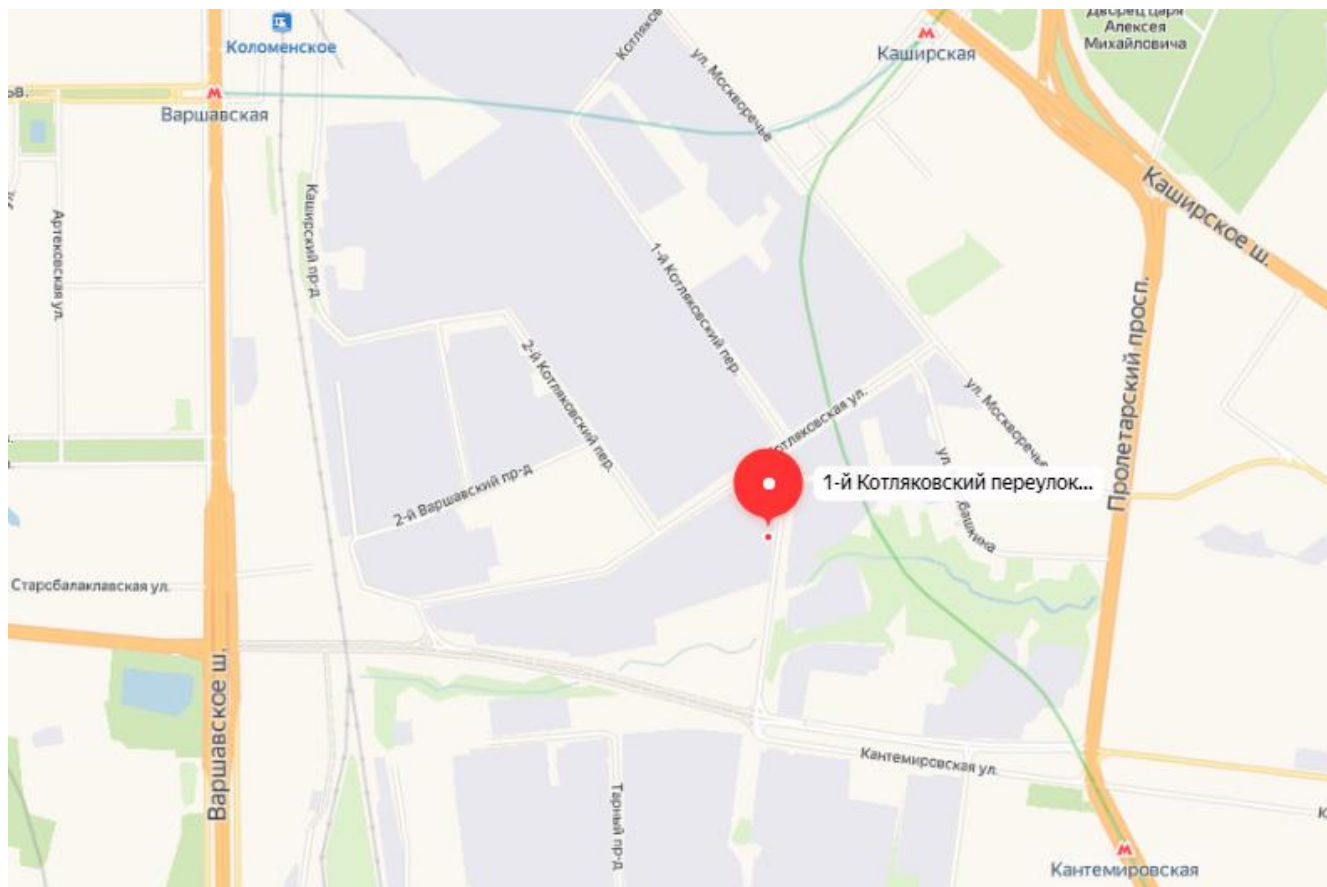 Дворец Царя
Алексея
Михайловича
Коломенское
Котляков
Каширская
ул. Москворечье
Варшавская
Каширское ш.
Каширский пр-д
Артековская ул.
1-й Котляковский пер.
Пролетарский просп.
2-й Котляковский пер.
ул. Москворечье
Котляковская ул.
2-й Варшавский пр-д
1-й Котляковский переулок...
ул.
башкина
Старобалаклавская ул.
Варшавское ш.
Кантемировская ул.
Тарный пр-д
К
Кантемировская